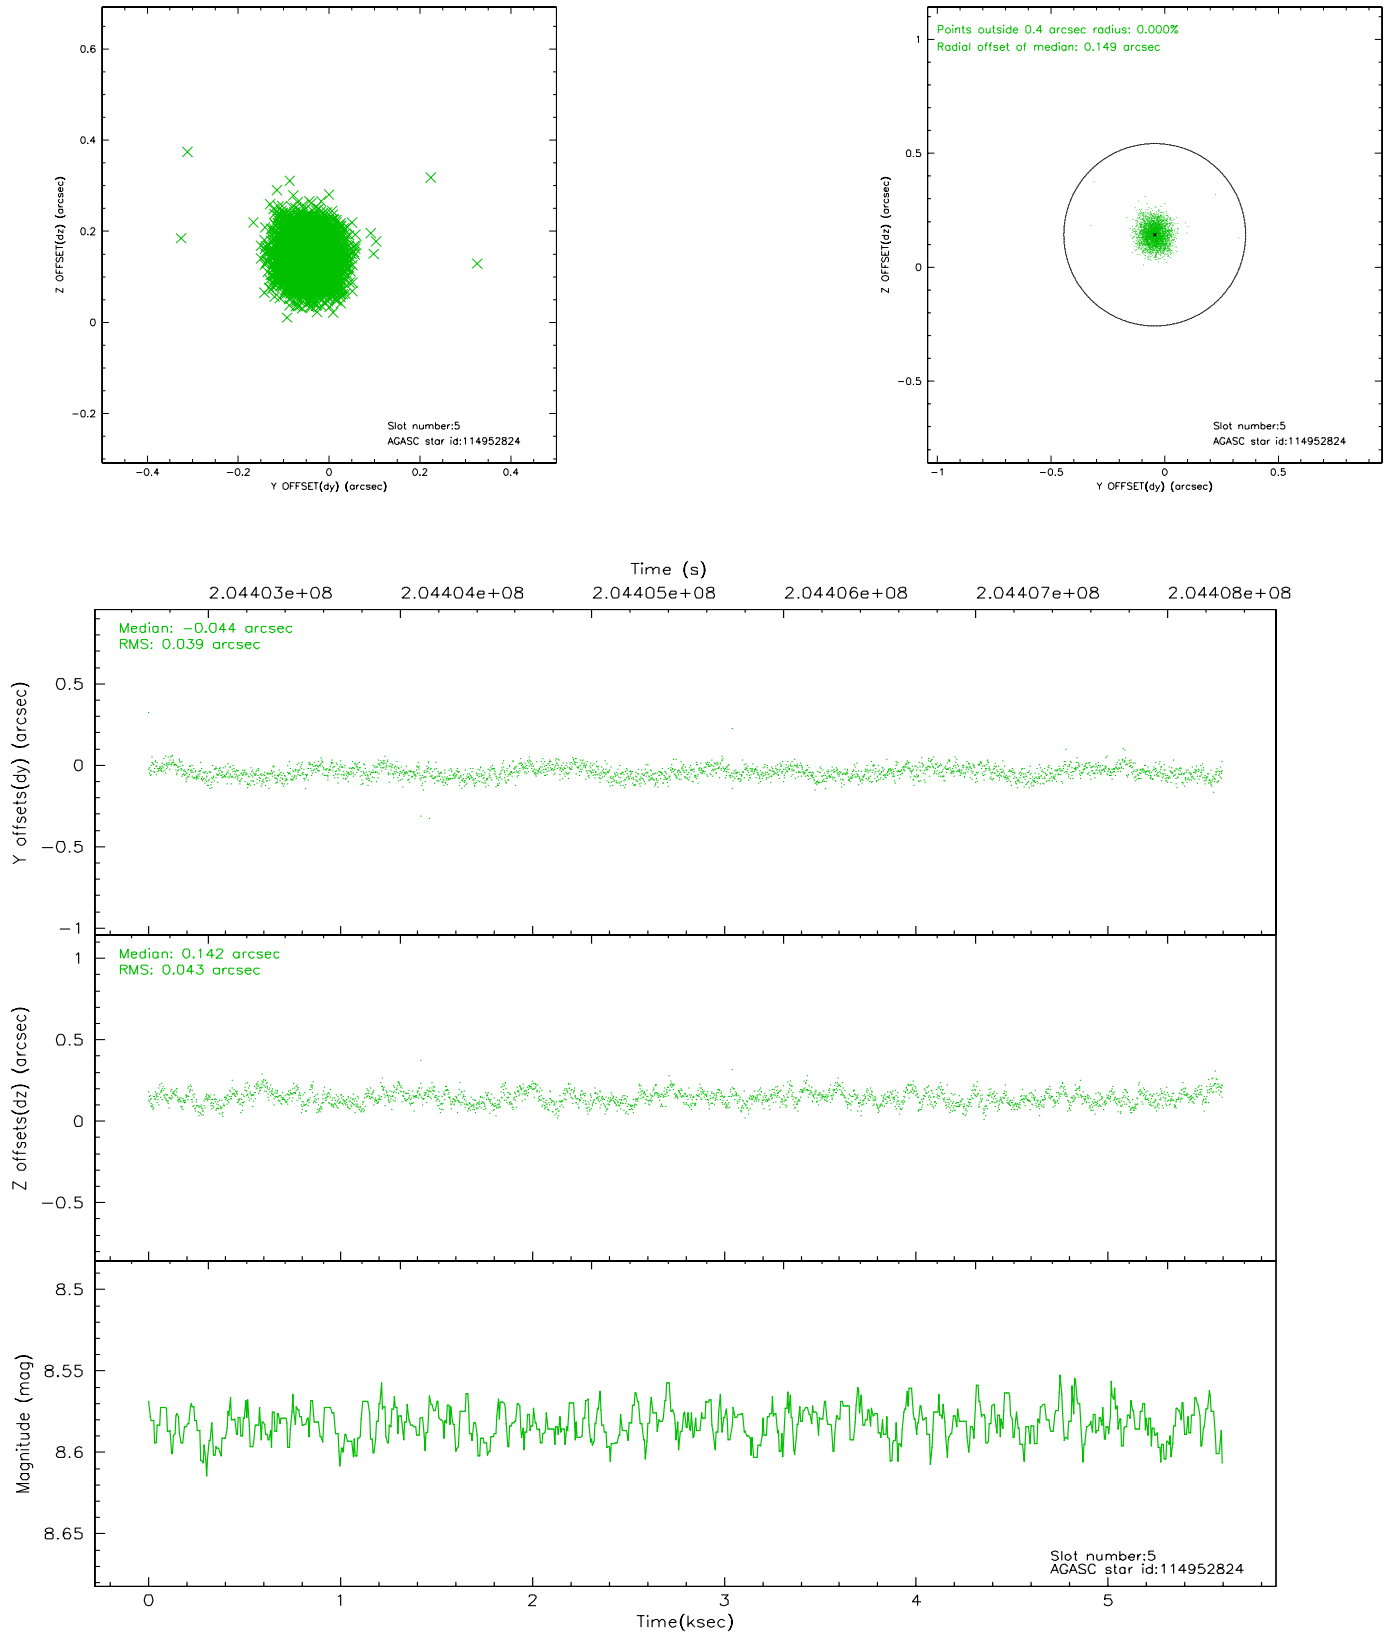 0.6
0.4
0.2
0
−0.2
Z OFFSET(dz) (arcsec)
Slot number:5
AGASC star id:114952824
−0.4 −0.2 0 0.2 0.4
Y OFFSET(dy) (arcsec)
Points outside 0.4 arcsec radius: 0.000%
Radial offset of median: 0.149 arcsec
1
0.5
0
−0.5
Z OFFSET(dz) (arcsec)
Slot number:5
AGASC star id:114952824
−1 −0.5 0 0.5
Y OFFSET(dy) (arcsec)
Time (s)
2.04403e+08 2.04404e+08 2.04405e+08 2.04406e+08 2.04407e+08 2.04408e+08
Median: −0.044 arcsec
RMS: 0.039 arcsec
0.5
0
−0.5
−1
Y offsets(dy) (arcsec)
Median: 0.142 arcsec
RMS: 0.043 arcsec
1
0.5
0
−0.5
Z offsets(dz) (arcsec)
8.5
8.55
8.6
8.65
Magnitude (mag)
Slot number:5
AGASC star id:114952824
0 1 2 3 4 5
Time(ksec)